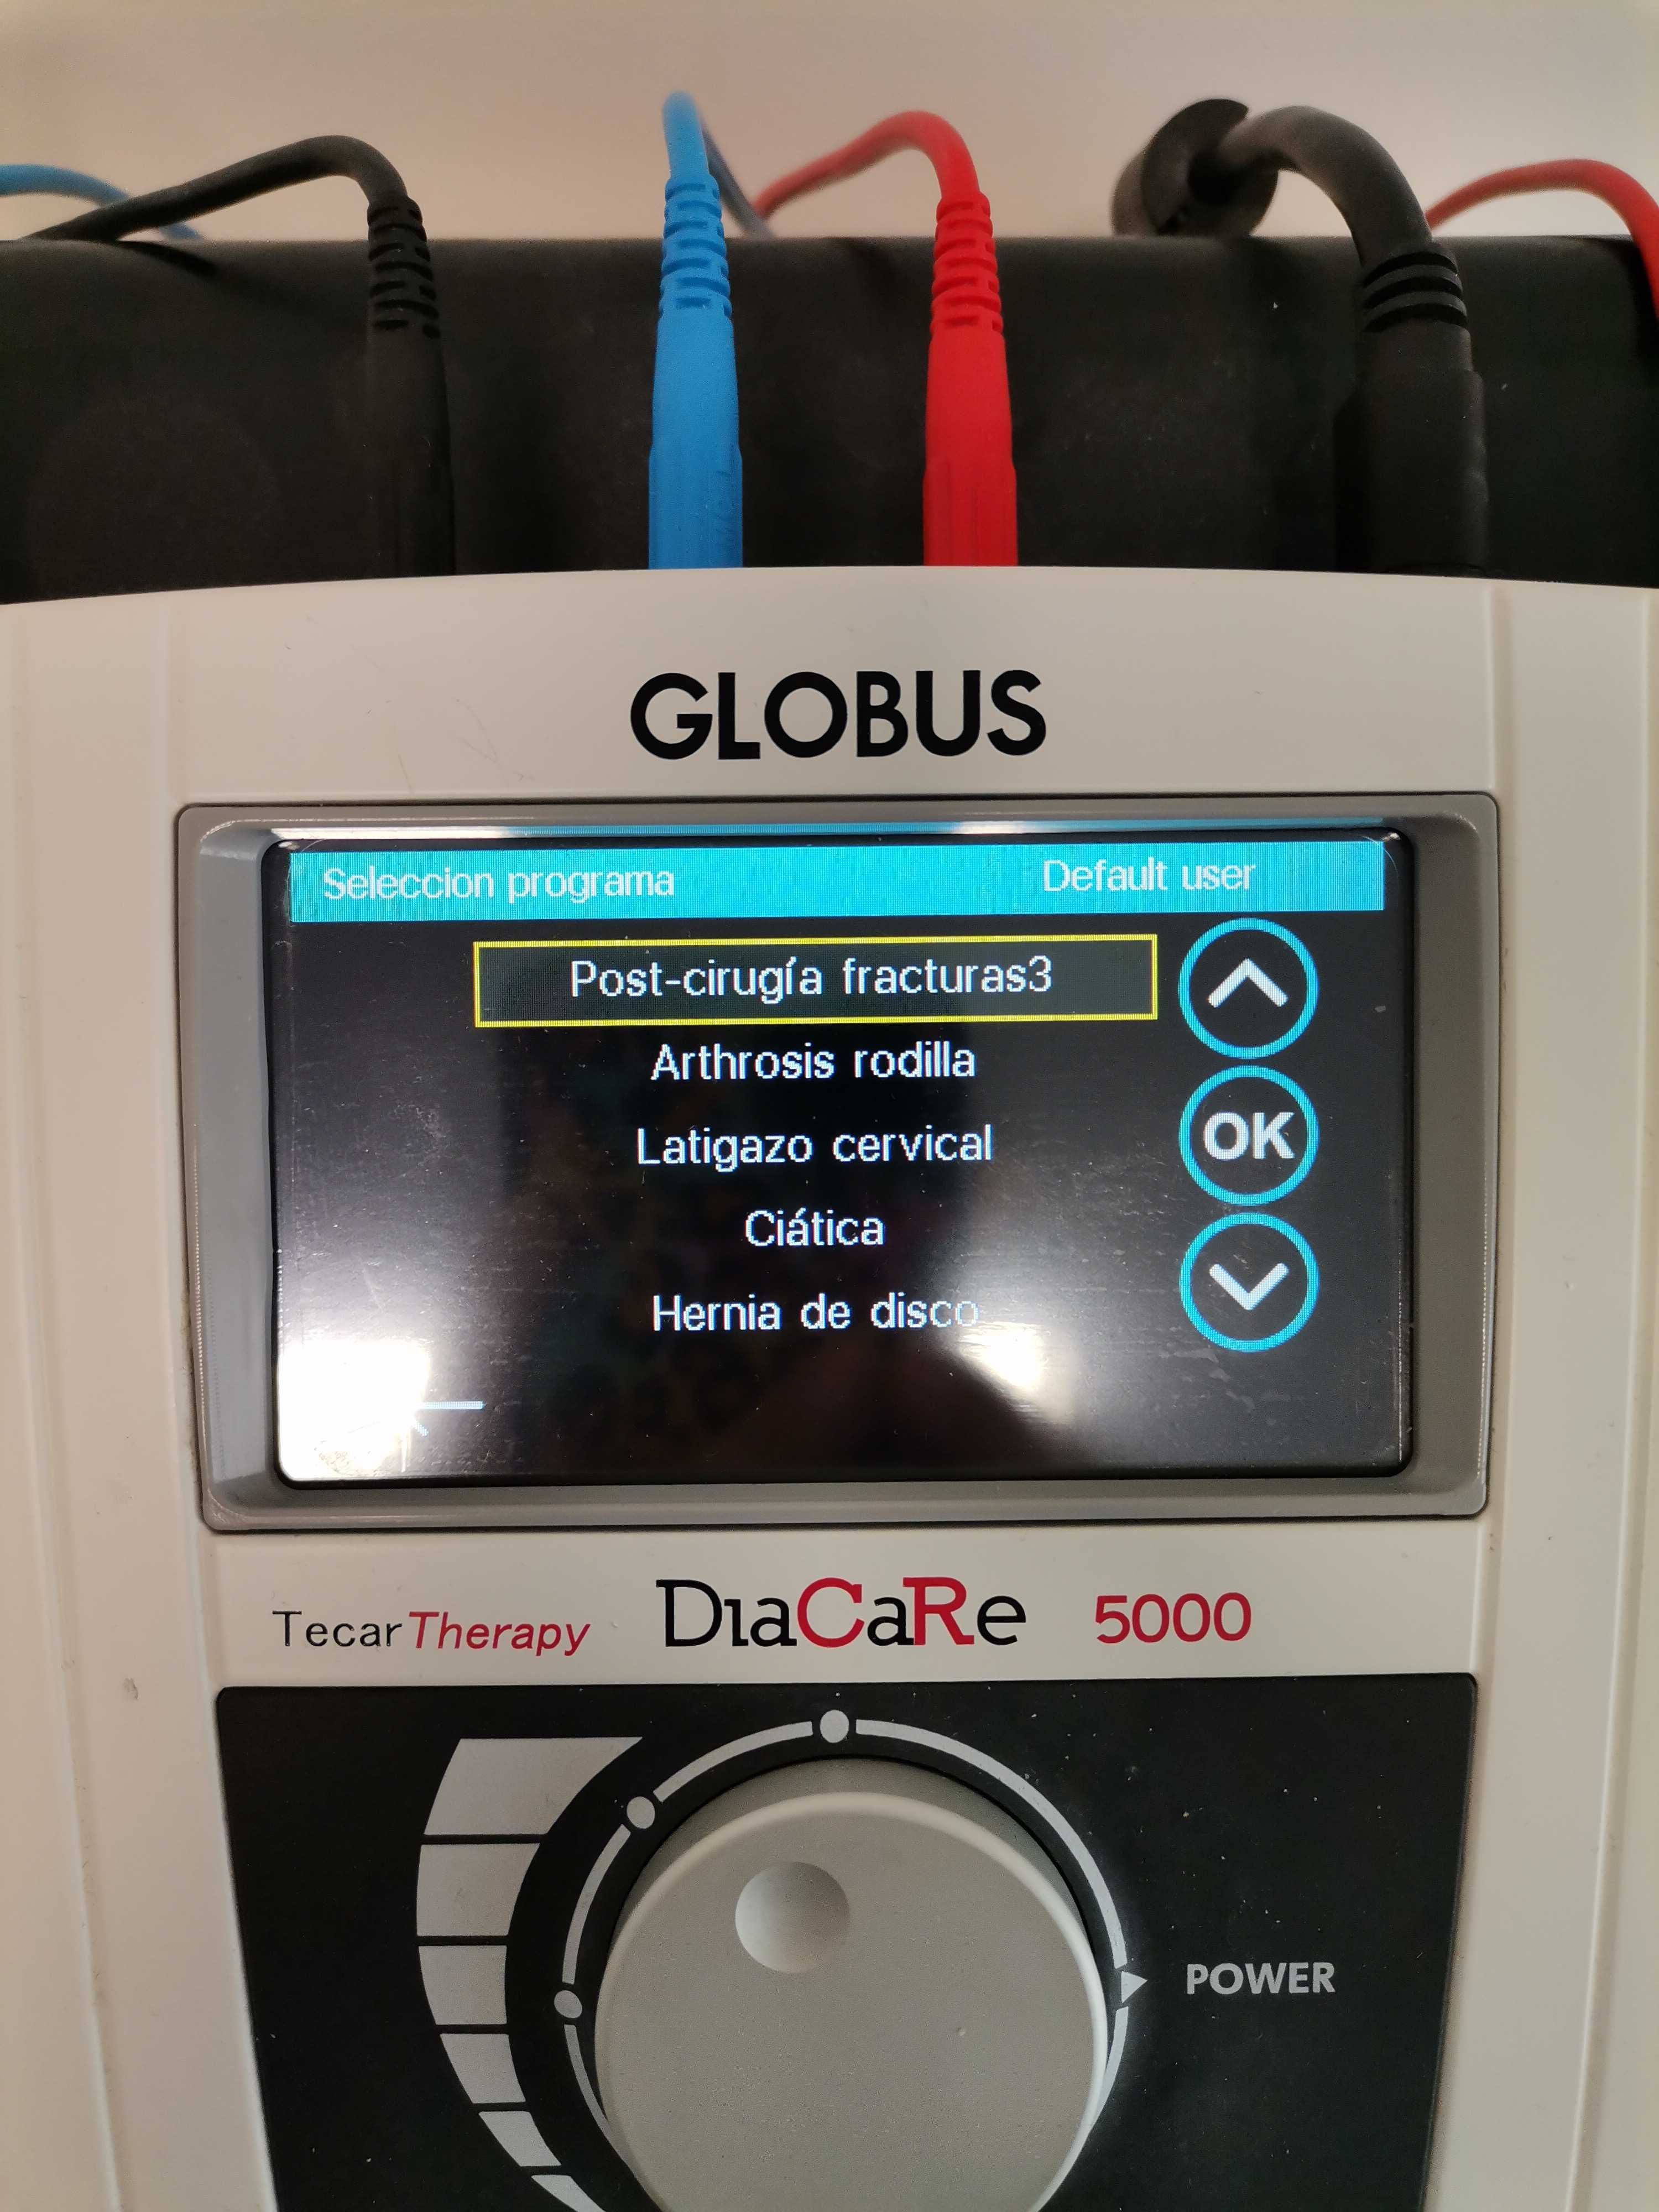 GLOBUS
Seleccion programa Default user
Post-cirugía fracturas3
Arthrosis rodilla
Latigazo cervical
OK
Ciática
Hernia de disco
TecarTherapy DiaCaRe 5000
POWER